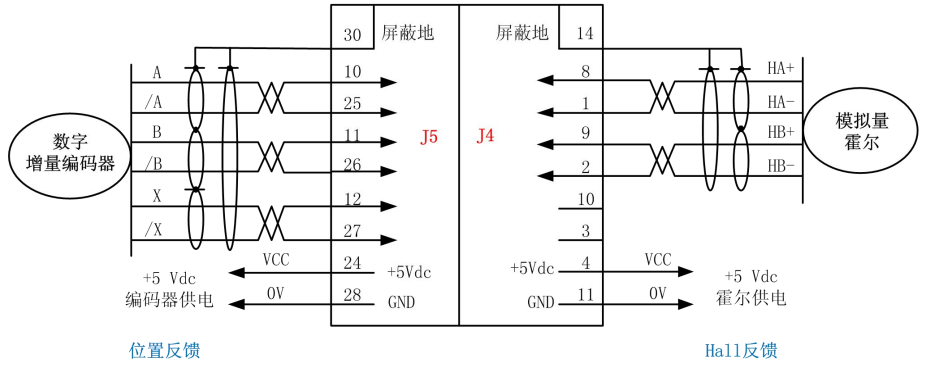 30 屏蔽地 屏蔽地 14
A 10 8 HA+
/A 25 1 HA-
B 11 J5 J4 9 HB+
数字
增量编码器
模拟量
霍尔
/B 26 2 HB-
X 12 10
/X 27 3
VCC 24 +5Vdc +5Vdc 4 VCC
+5 Vdc
编码器供电
+5 Vdc
霍尔供电
0V 28 GND GND 11 0V
位置反馈 Hall反馈